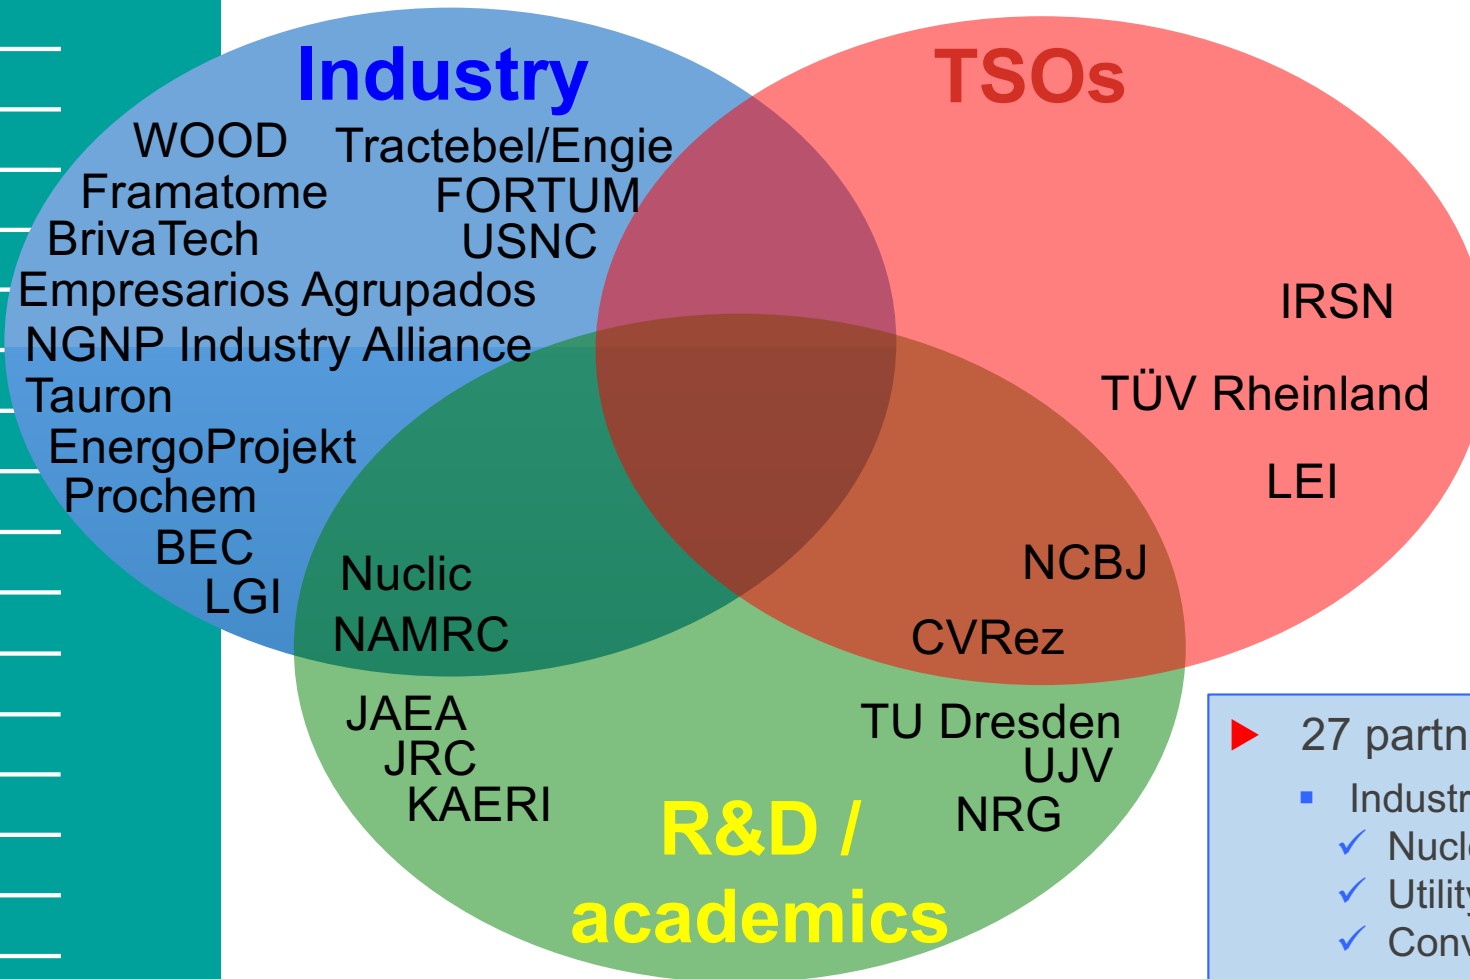 Industry
TSOs
WOOD
Tractebel/Engie
Framatome
FORTUM
BrivaTech
USNC
Empresarios Agrupados
NGNP Industry Alliance
Tauron
EnergoProjekt
Prochem
BEC
LGI
IRSN
TÜV Rheinland
LEI
Nuclic
NAMRC
NCBJ
CVRez
JAEA
JRC
KAERI
TU Dresden
UJV
NRG
R&D /
academics
27